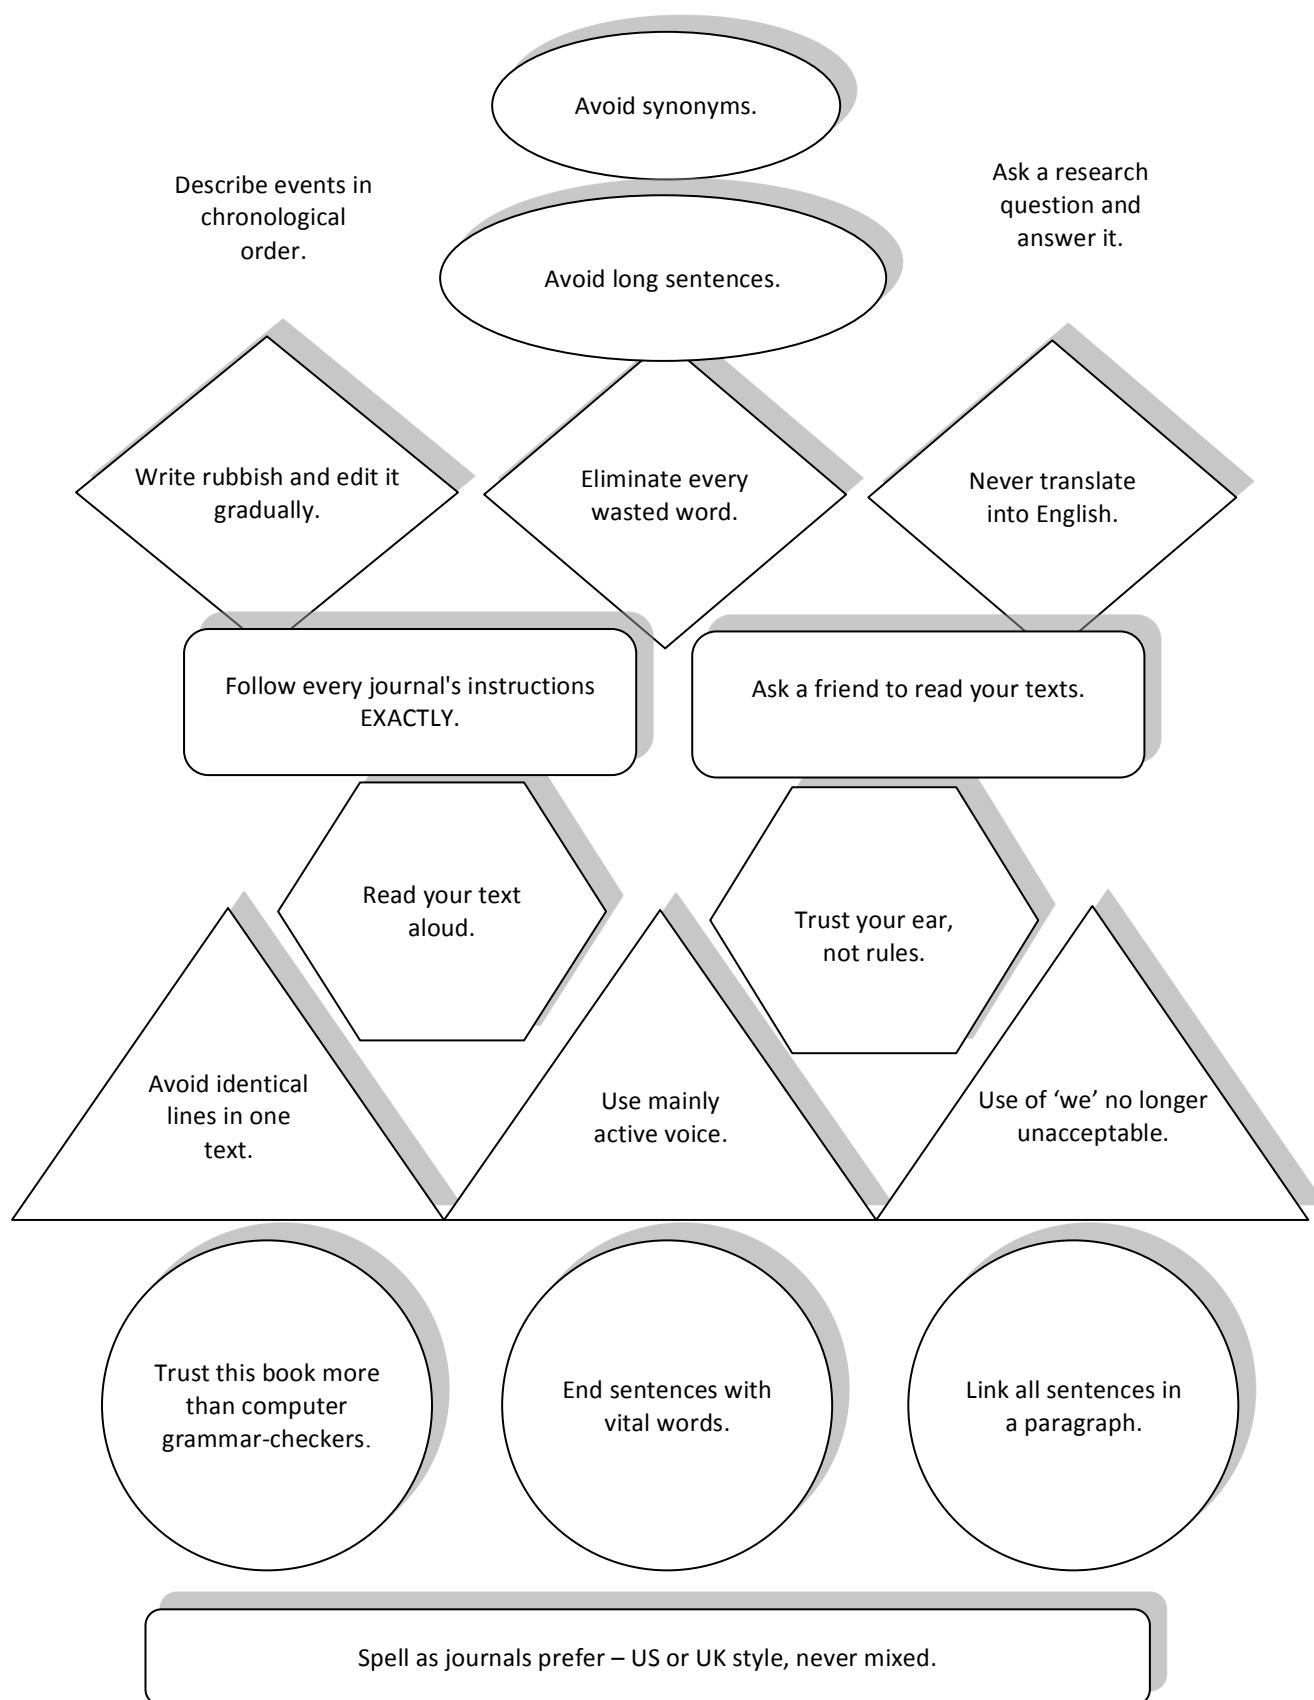 Avoid synonyms.
Describe events in
chronological
order.
Ask a research
question and
answer it.
Avoid long sentences.
Write rubbish and edit it
gradually.
Eliminate every
wasted word.
Never translate
into English.
Follow every journal's instructions
EXACTLY.
Ask a friend to read your texts.
Read your text
aloud.
Trust your ear,
not rules.
Avoid identical
lines in one
text.
Use mainly
active voice.
Use of ‘we’ no longer
unacceptable.
Trust this book more
than computer
grammar-checkers.
End sentences with
vital words.
Link all sentences in
a paragraph.
Spell as journals prefer – US or UK style, never mixed.